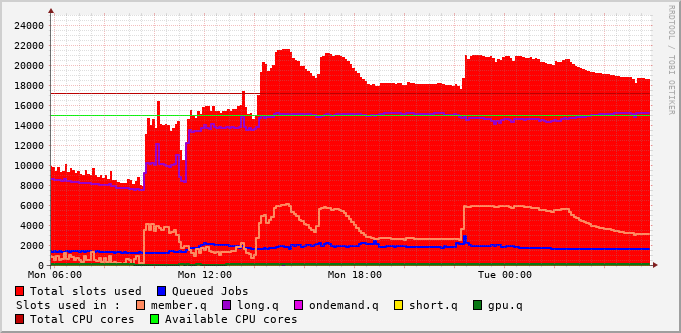 RRDTOOL / TOBI OETIKER
24000
22000
20000
18000
16000
14000
12000
10000
8000
6000
4000
2000
0
Mon 06:00 Mon 12:00 Mon 18:00 Tue 00:00
Total slots used Queued Jobs
Slots used in : member.q long.q ondemand.q short.q gpu.q
Total CPU cores Available CPU cores